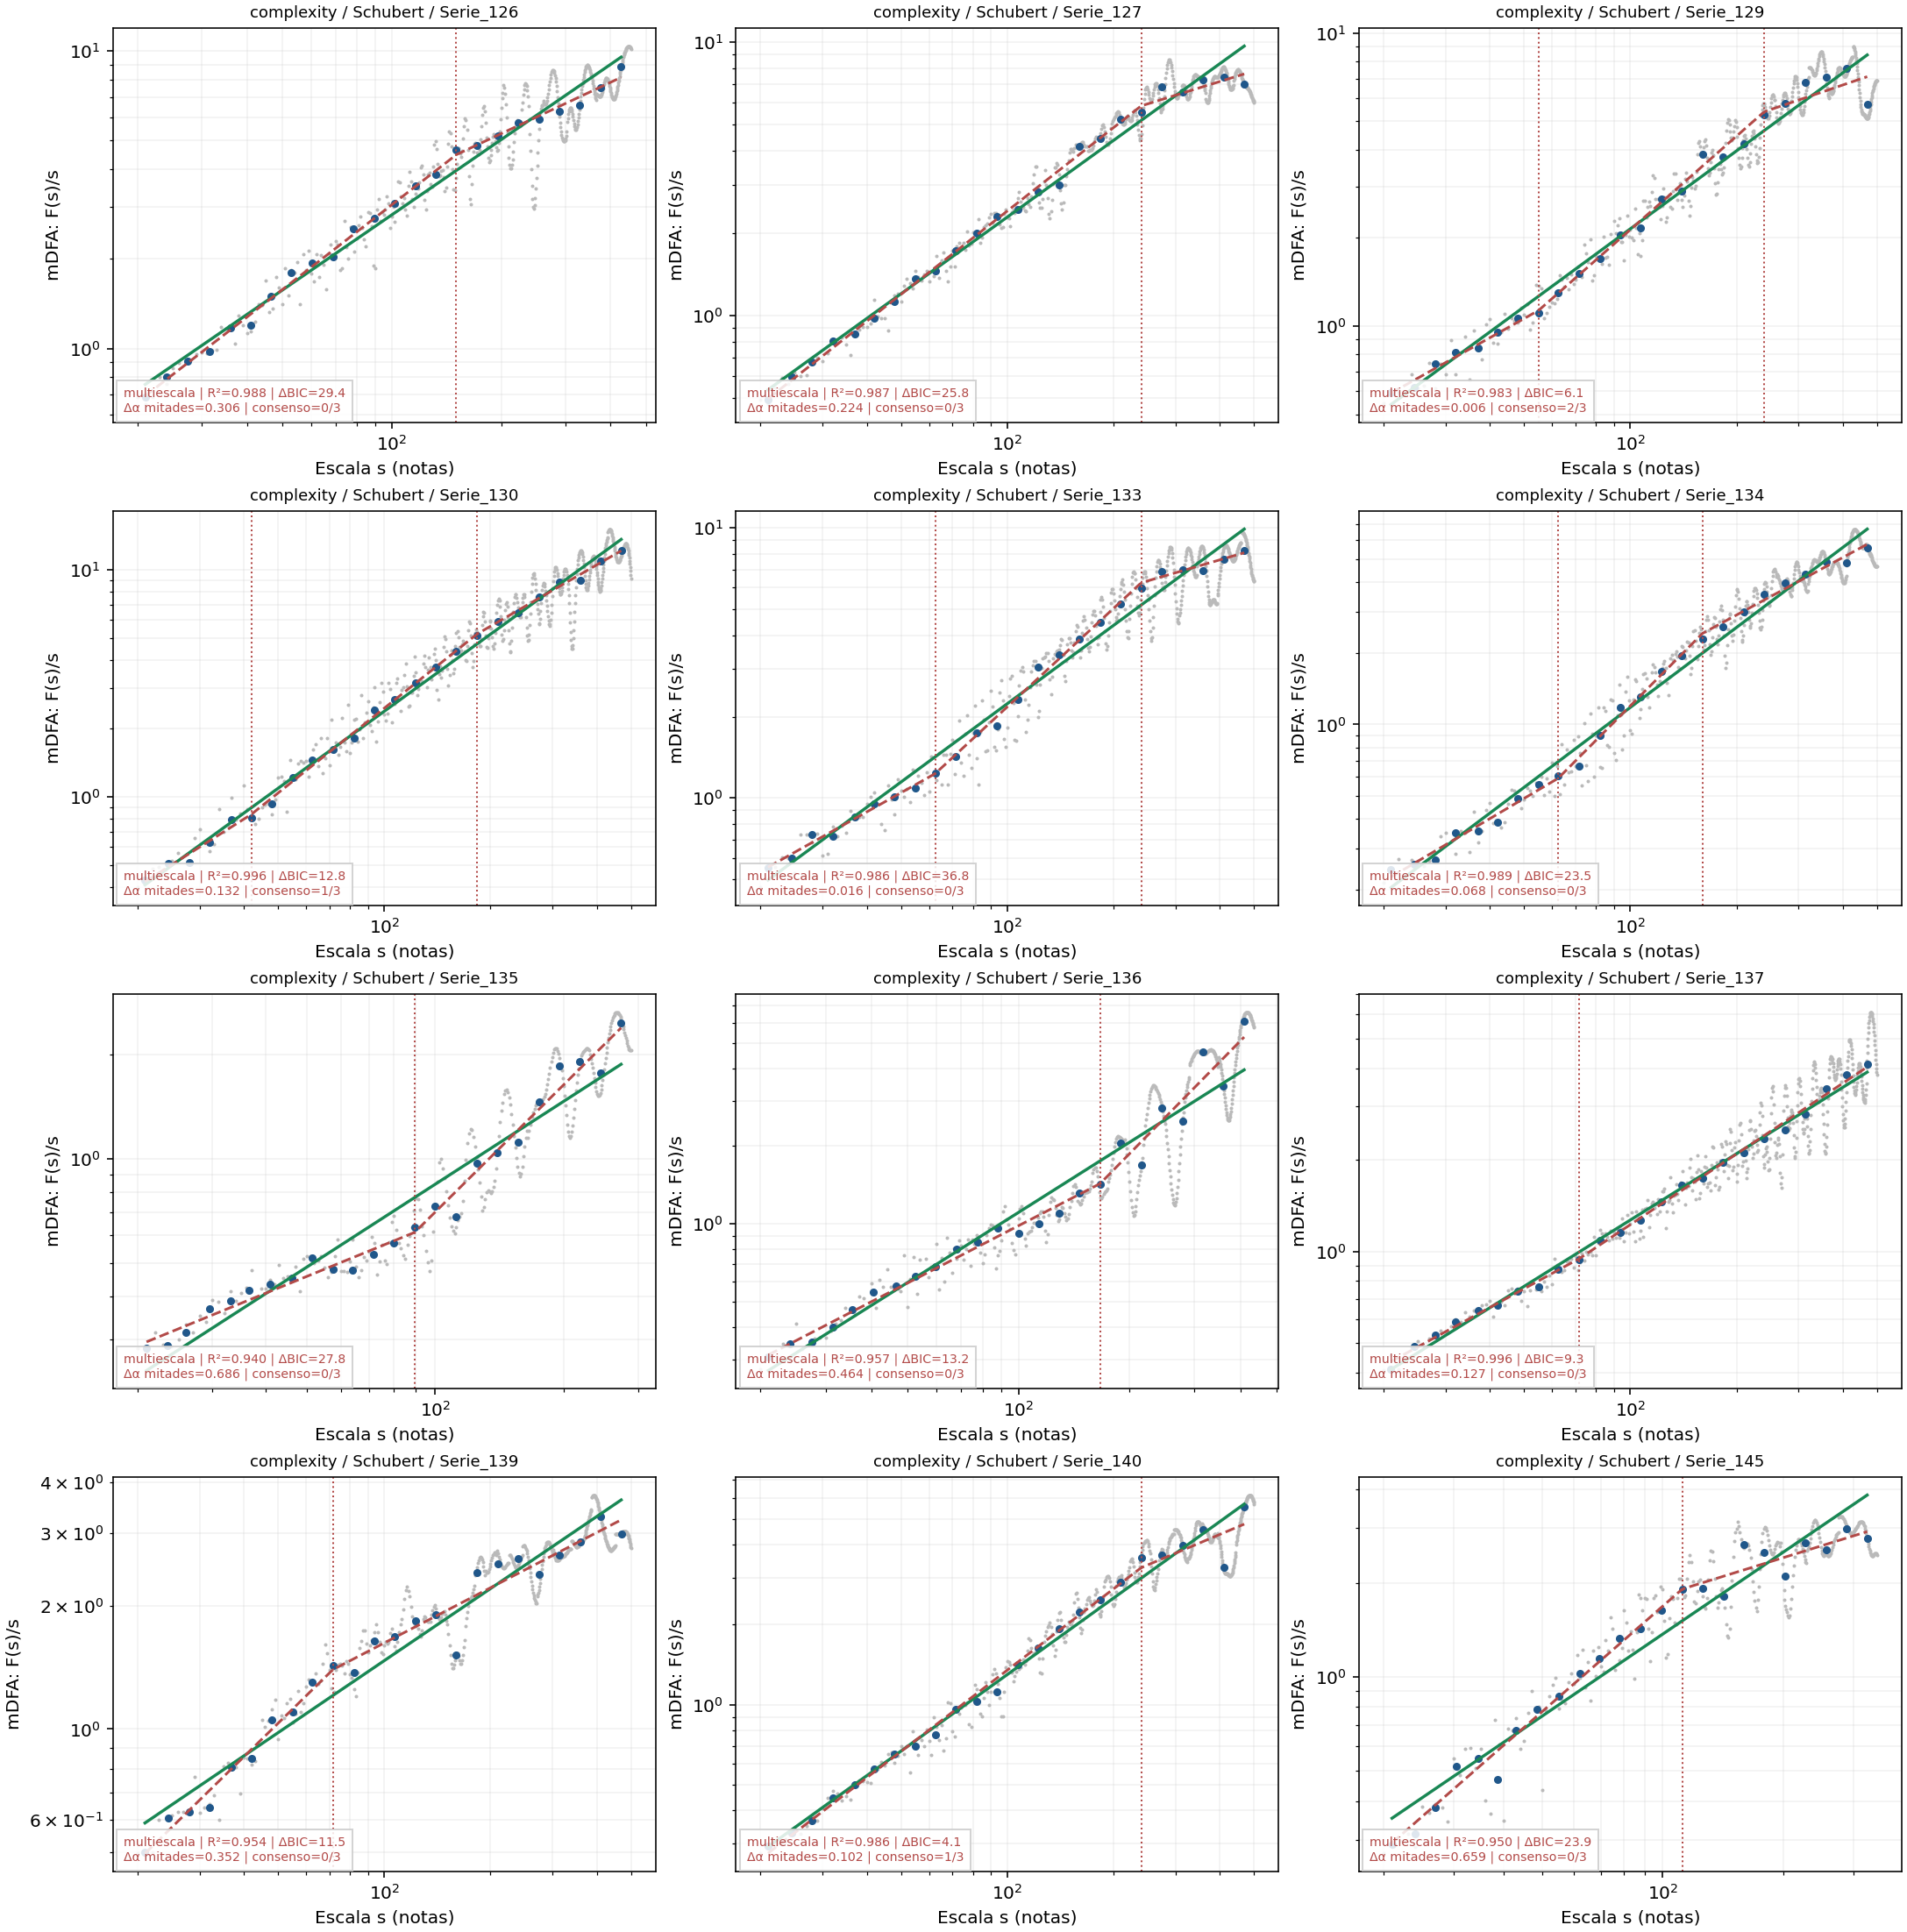 complexity / Schubert / Serie_126
10¹
10⁰
mDFA: F(s)/s
multiescala | R²=0.988 | ΔBIC=29.4
Δα mitades=0.306 | consenso=0/3
10²
Escala s (notas)
complexity / Schubert / Serie_127
10¹
10⁰
mDFA: F(s)/s
multiescala | R²=0.987 | ΔBIC=25.8
Δα mitades=0.224 | consenso=0/3
10²
Escala s (notas)
complexity / Schubert / Serie_129
10¹
10⁰
mDFA: F(s)/s
multiescala | R²=0.983 | ΔBIC=6.1
Δα mitades=0.006 | consenso=2/3
10²
Escala s (notas)
complexity / Schubert / Serie_130
10¹
10⁰
mDFA: F(s)/s
multiescala | R²=0.996 | ΔBIC=12.8
Δα mitades=0.132 | consenso=1/3
10²
Escala s (notas)
complexity / Schubert / Serie_133
10¹
10⁰
mDFA: F(s)/s
multiescala | R²=0.986 | ΔBIC=36.8
Δα mitades=0.016 | consenso=0/3
10²
Escala s (notas)
complexity / Schubert / Serie_134
10⁰
mDFA: F(s)/s
multiescala | R²=0.989 | ΔBIC=23.5
Δα mitades=0.068 | consenso=0/3
10²
Escala s (notas)
complexity / Schubert / Serie_135
10⁰
mDFA: F(s)/s
multiescala | R²=0.940 | ΔBIC=27.8
Δα mitades=0.686 | consenso=0/3
10²
Escala s (notas)
complexity / Schubert / Serie_136
10⁰
mDFA: F(s)/s
multiescala | R²=0.957 | ΔBIC=13.2
Δα mitades=0.464 | consenso=0/3
10²
Escala s (notas)
complexity / Schubert / Serie_137
10⁰
mDFA: F(s)/s
multiescala | R²=0.996 | ΔBIC=9.3
Δα mitades=0.127 | consenso=0/3
10²
Escala s (notas)
complexity / Schubert / Serie_139
4 × 10⁰
3 × 10⁰
2 × 10⁰
10⁰
6 × 10⁻¹
mDFA: F(s)/s
multiescala | R²=0.954 | ΔBIC=11.5
Δα mitades=0.352 | consenso=0/3
10²
Escala s (notas)
complexity / Schubert / Serie_140
10⁰
mDFA: F(s)/s
multiescala | R²=0.986 | ΔBIC=4.1
Δα mitades=0.102 | consenso=1/3
10²
Escala s (notas)
complexity / Schubert / Serie_145
10⁰
mDFA: F(s)/s
multiescala | R²=0.950 | ΔBIC=23.9
Δα mitades=0.659 | consenso=0/3
10²
Escala s (notas)